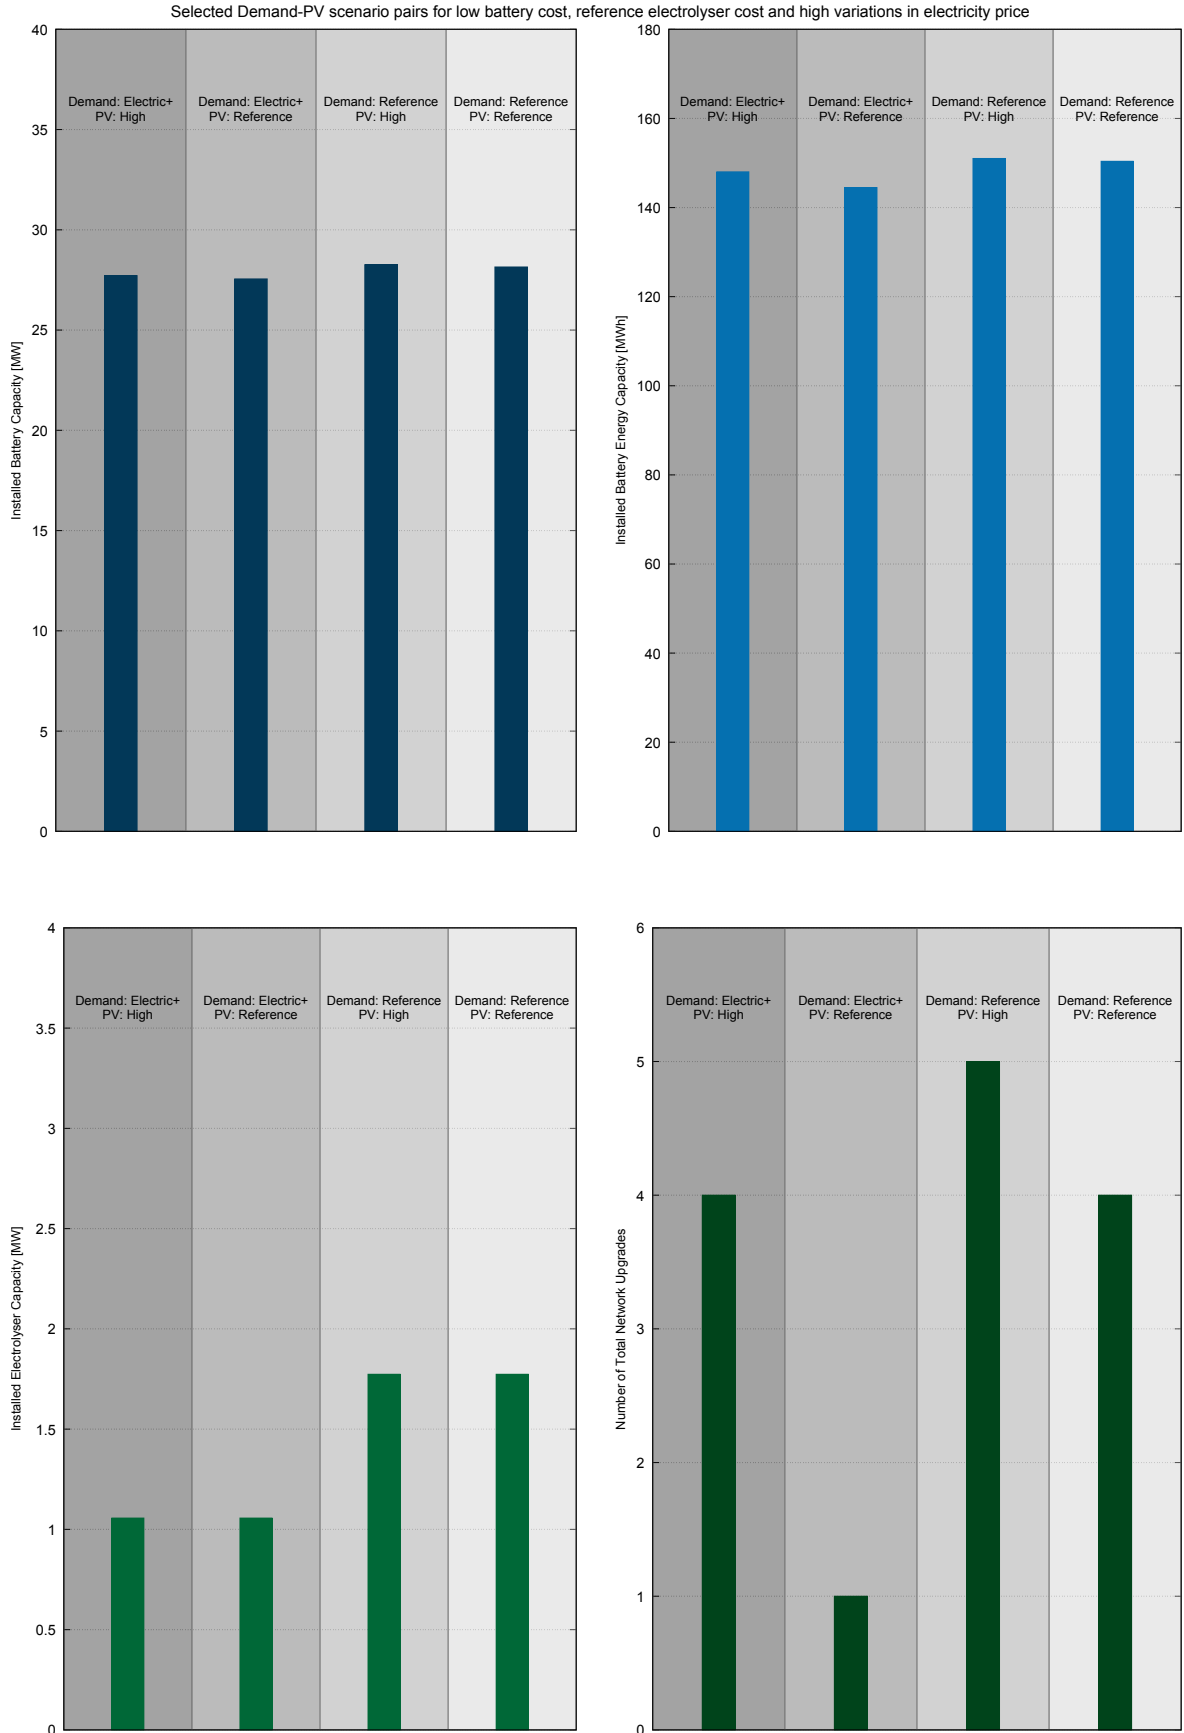 Selected Demand-PV scenario pairs for low battery cost, reference electrolyser cost and high variations in electricity price
Installed Battery Capacity [MW]
40
35
30
25
20
15
10
5
0
Demand: Electric+
PV: High
Demand: Electric+
PV: Reference
Demand: Reference
PV: High
Demand: Reference
PV: Reference
Installed Battery Energy Capacity [MWh]
180
160
140
120
100
80
60
40
20
0
Demand: Electric+
PV: High
Demand: Electric+
PV: Reference
Demand: Reference
PV: High
Demand: Reference
PV: Reference
Installed Electrolyser Capacity [MW]
4
3.5
3
2.5
2
1.5
1
0.5
0
Demand: Electric+
PV: High
Demand: Electric+
PV: Reference
Demand: Reference
PV: High
Demand: Reference
PV: Reference
Number of Total Network Upgrades
6
5
4
3
2
1
0
Demand: Electric+
PV: High
Demand: Electric+
PV: Reference
Demand: Reference
PV: High
Demand: Reference
PV: Reference